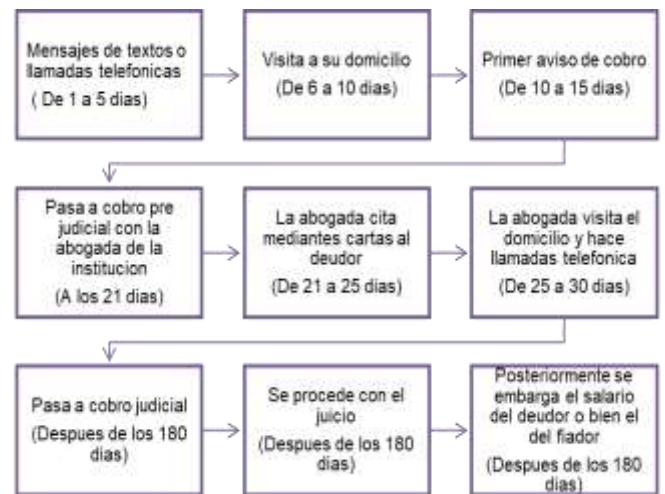 Mensajes de textos o
llamadas telefonicas
( De 1 a 5 dias)
Visita a su domicilio
(De 6 a 10 dias)
Primer aviso de cobro
(De 10 a 15 dias)
Pasa a cobro pre
judicial con la
abogada de la
institucion
(A los 21 dias)
La abogada cita
mediantes cartas al
deudor
(De 21 a 25 dias)
La abogada visita el
domicilio y hace
llamadas telefonica
(De 25 a 30 dias)
Pasa a cobro judicial
(Despues de los 180
dias)
Se procede con el
juicio
(Despues de los 180
dias)
Posteriormente se
embarga el salario
del deudor o bien el
del fiador
(Despues de los 180
dias)